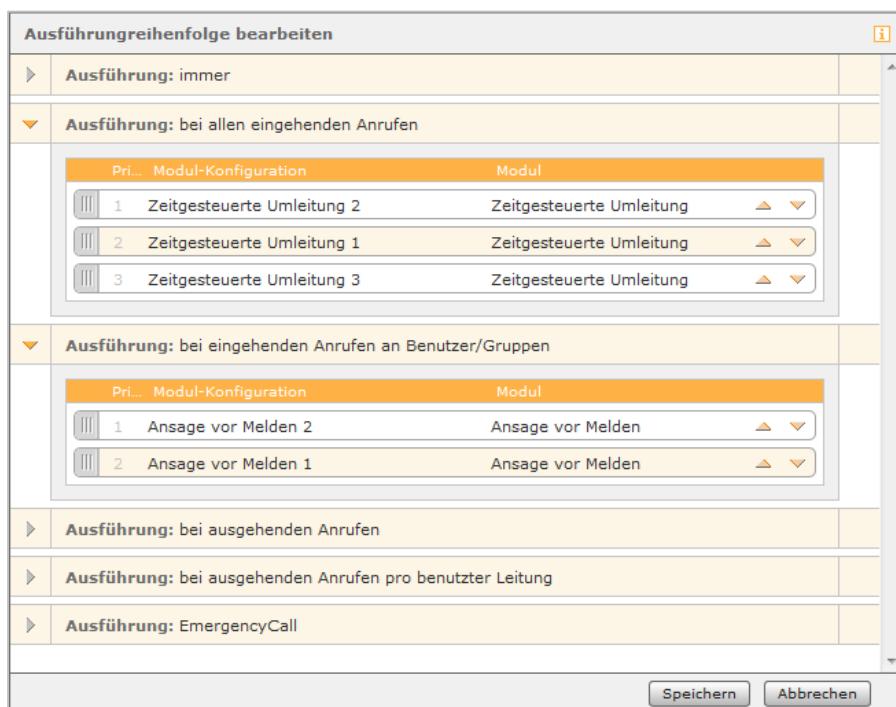 Ausführungreihenfolge bearbeiten
Ausführung: immer
Ausführung: bei allen eingehenden Anrufen
Pri... Modul-Konfiguration Modul
1 Zeitgesteuerte Umleitung 2 Zeitgesteuerte Umleitung
2 Zeitgesteuerte Umleitung 1 Zeitgesteuerte Umleitung
3 Zeitgesteuerte Umleitung 3 Zeitgesteuerte Umleitung
Ausführung: bei eingehenden Anrufen an Benutzer/Gruppen
Pri... Modul-Konfiguration Modul
1 Ansage vor Melden 2 Ansage vor Melden
2 Ansage vor Melden 1 Ansage vor Melden
Ausführung: bei ausgehenden Anrufen
Ausführung: bei ausgehenden Anrufen pro benutzter Leitung
Ausführung: EmergencyCall
Speichern Abbrechen